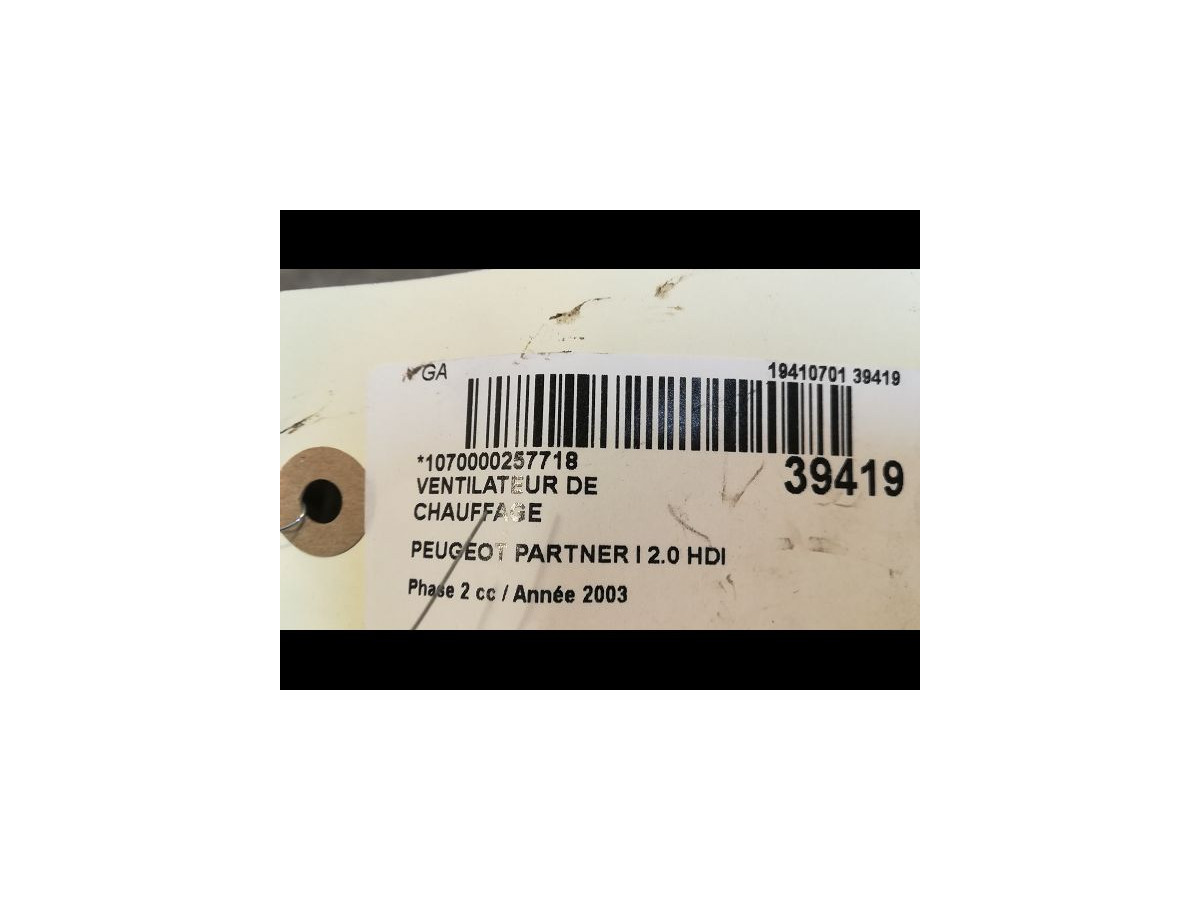 GA
19410701 39419
*1070000257718
39419
VENTILATEUR DE
CHAUFFAGE
PEUGEOT PARTNER I 2.0 HDI
Phase 2 cc / Année 2003